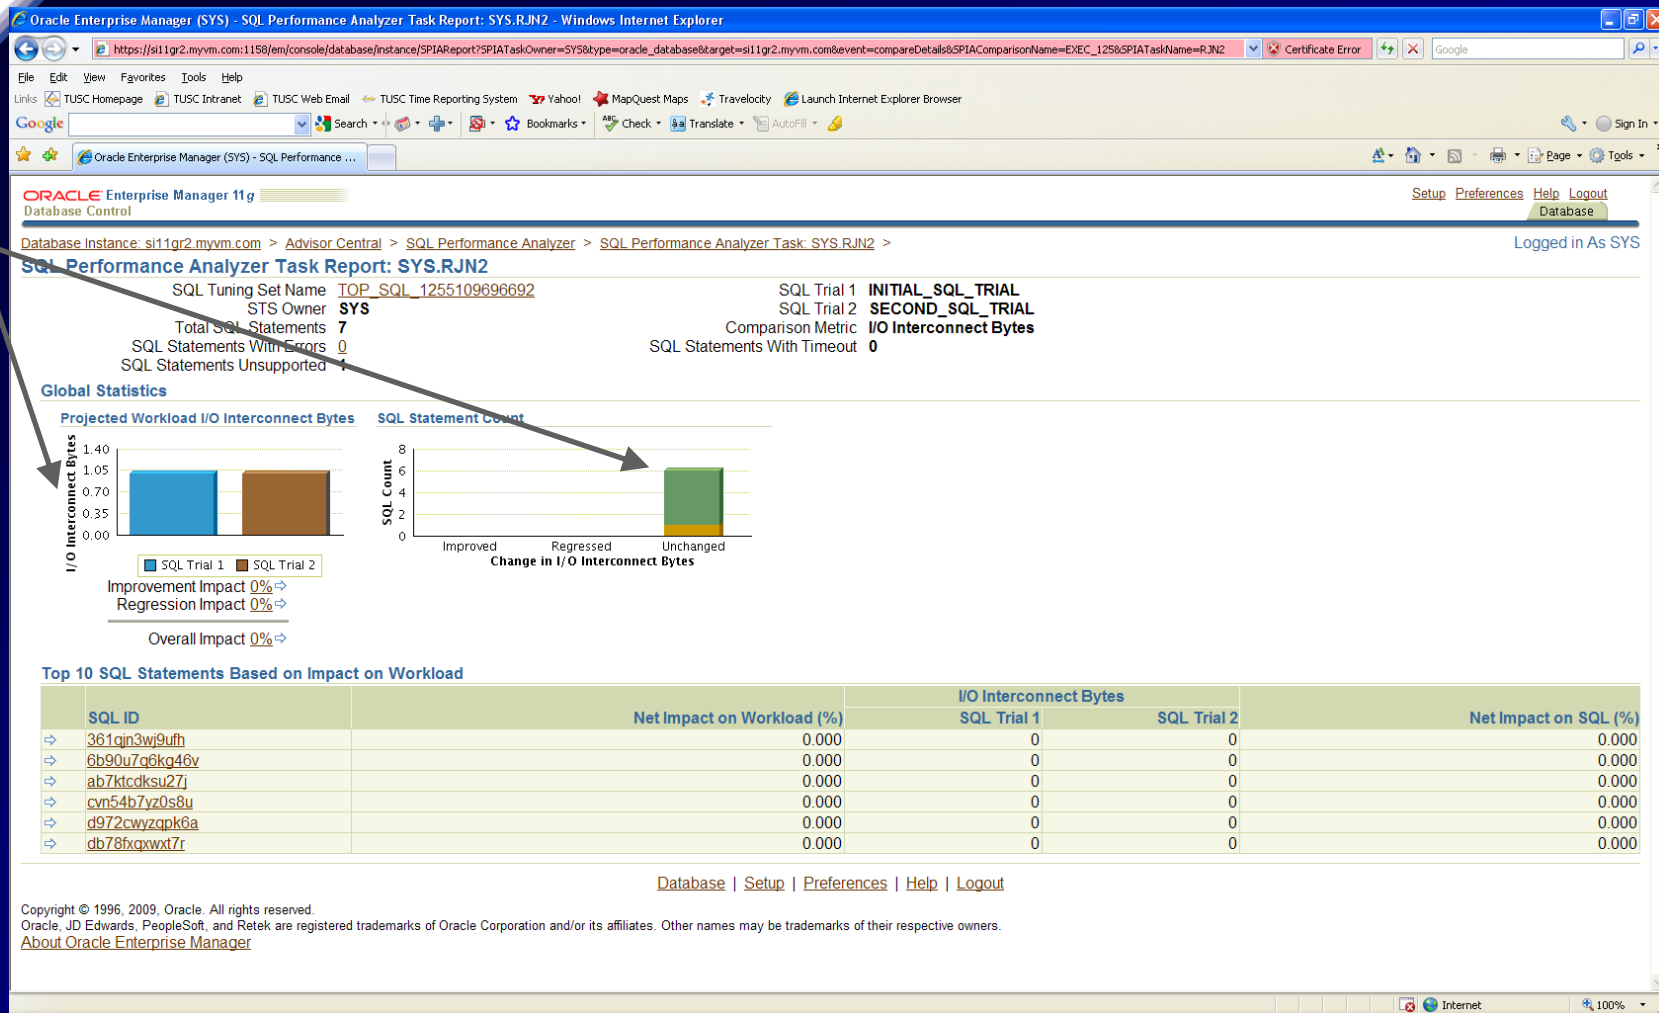 Oracle Enterprise Manager (SYS) - SQL Performance Analyzer Task Report: SYS.RJN2 - Windows Internet Explorer
https://si11gr2.myvm.com:1158/em/console/database/instance/SPIAReport?SPIATaskOwner=SYS&type=oracle_database&target=si11gr2.myvm.com&event=compareDetails&SPIAComparisonName=EXEC_125&SPIATaskName=RJN2 Certificate Error Google
File Edit View Favorites Tools Help
Links TUSC Homepage TUSC Intranet TUSC Web Email TUSC Time Reporting System Yahoo! MapQuest Maps Travelocity Launch Internet Explorer Browser
Google Search Bookmarks Check Translate AutoFill Sign In
Oracle Enterprise Manager (SYS) - SQL Performance ... Page Tools
ORACLE Enterprise Manager 11g Setup Preferences Help Logout
Database Control Database
Database Instance: si11gr2.myvm.com > Advisor Central > SQL Performance Analyzer > SQL Performance Analyzer Task: SYS.RJN2 > Logged in As SYS
SQL Performance Analyzer Task Report: SYS.RJN2
SQL Tuning Set Name TOP_SQL_1255109696692 SQL Trial 1 INITIAL_SQL_TRIAL
STS Owner SYS SQL Trial 2 SECOND_SQL_TRIAL
Total SQL Statements 7 Comparison Metric I/O Interconnect Bytes
SQL Statements With Errors 0 SQL Statements With Timeout 0
SQL Statements Unsupported 1
Global Statistics
Projected Workload I/O Interconnect Bytes SQL Statement Count
I/O Interconnect Bytes
1.40
1.05
0.70
0.35
0.00
SQL Trial 1 SQL Trial 2
SQL Count
8
6
4
2
0
Improved Regressed Unchanged
Change in I/O Interconnect Bytes
Improvement Impact 0%
Regression Impact 0%
Overall Impact 0%
Top 10 SQL Statements Based on Impact on Workload
I/O Interconnect Bytes
SQL ID Net Impact on Workload (%) SQL Trial 1 SQL Trial 2 Net Impact on SQL (%)
361qjn3wj9ufh 0.000 0 0 0.000
6b90u7q6kg46v 0.000 0 0 0.000
ab7ktcdksu27j 0.000 0 0 0.000
cvn54b7yz0s8u 0.000 0 0 0.000
d972cwyzqpk6a 0.000 0 0 0.000
db78fxqxwxt7r 0.000 0 0 0.000
Database | Setup | Preferences | Help | Logout
Copyright © 1996, 2009, Oracle. All rights reserved.
Oracle, JD Edwards, PeopleSoft, and Retek are registered trademarks of Oracle Corporation and/or its affiliates. Other names may be trademarks of their respective owners.
About Oracle Enterprise Manager
Internet 100%